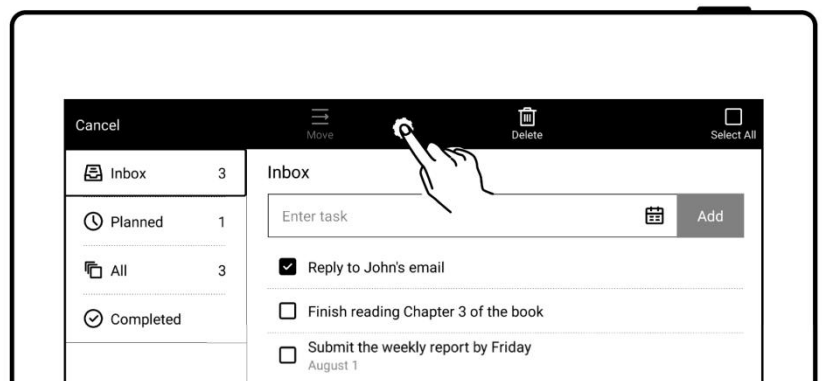 Cancel
Move
Delete
Select All
Inbox 3
Planned 1
All 3
Completed
Inbox
Enter task
Add
Reply to John's email
Finish reading Chapter 3 of the book
Submit the weekly report by Friday
August 1